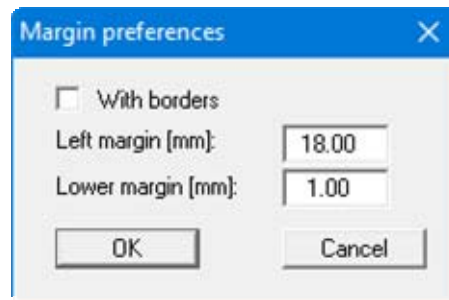 Margin preferences
With borders
Left margin [mm]: 18.00
Lower margin [mm]: 1.00
OK Cancel